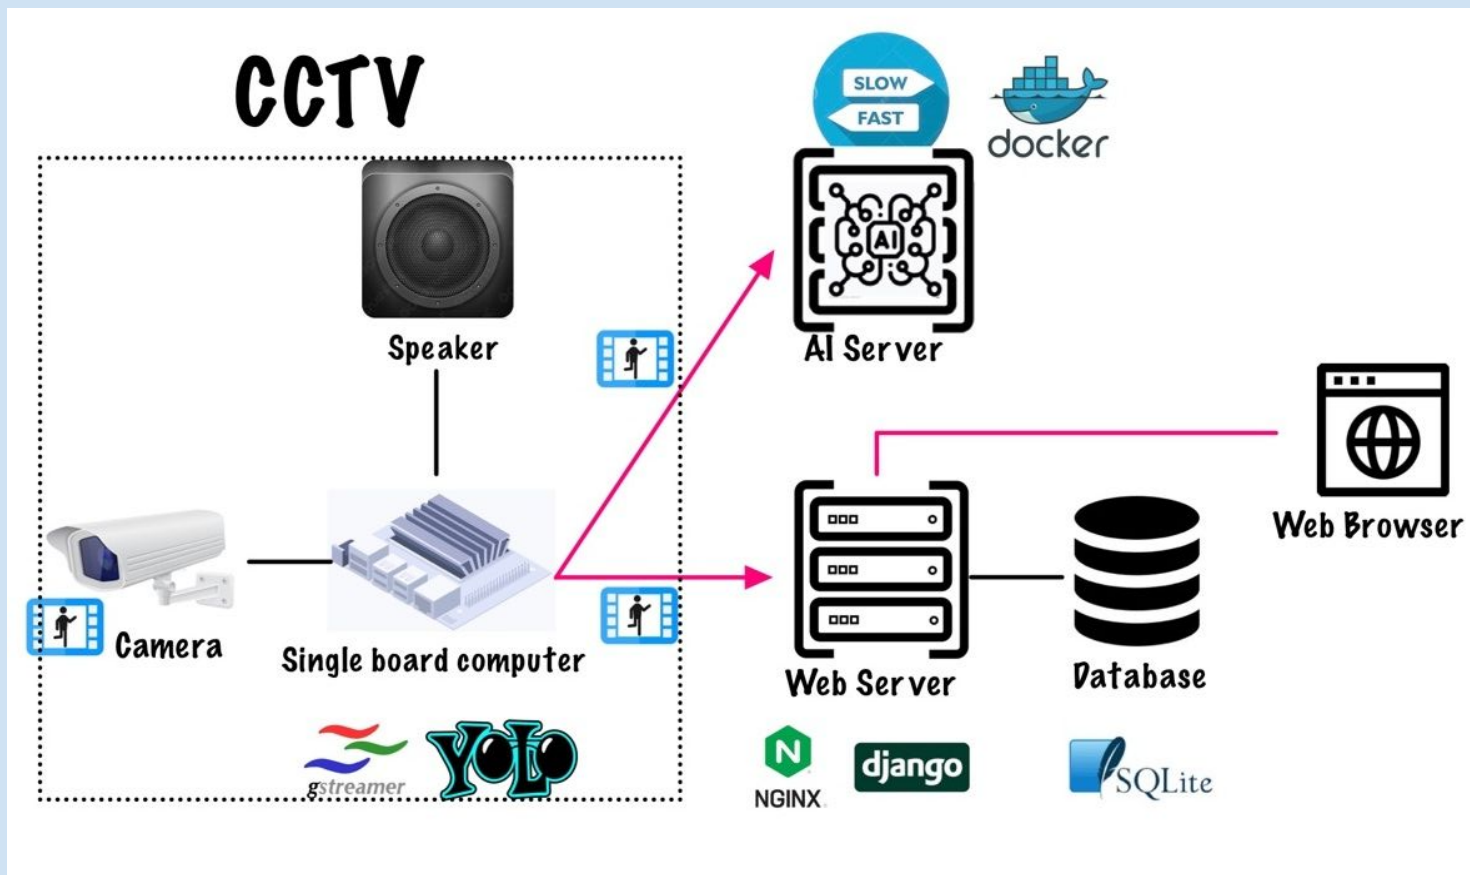 CCTV
SLOW
FAST
docker
AI
Speaker
AI Server
Camera
Single board computer
Web Server
Database
Web Browser
gstreamer
YOLO
N
NGINX
django
SQLite